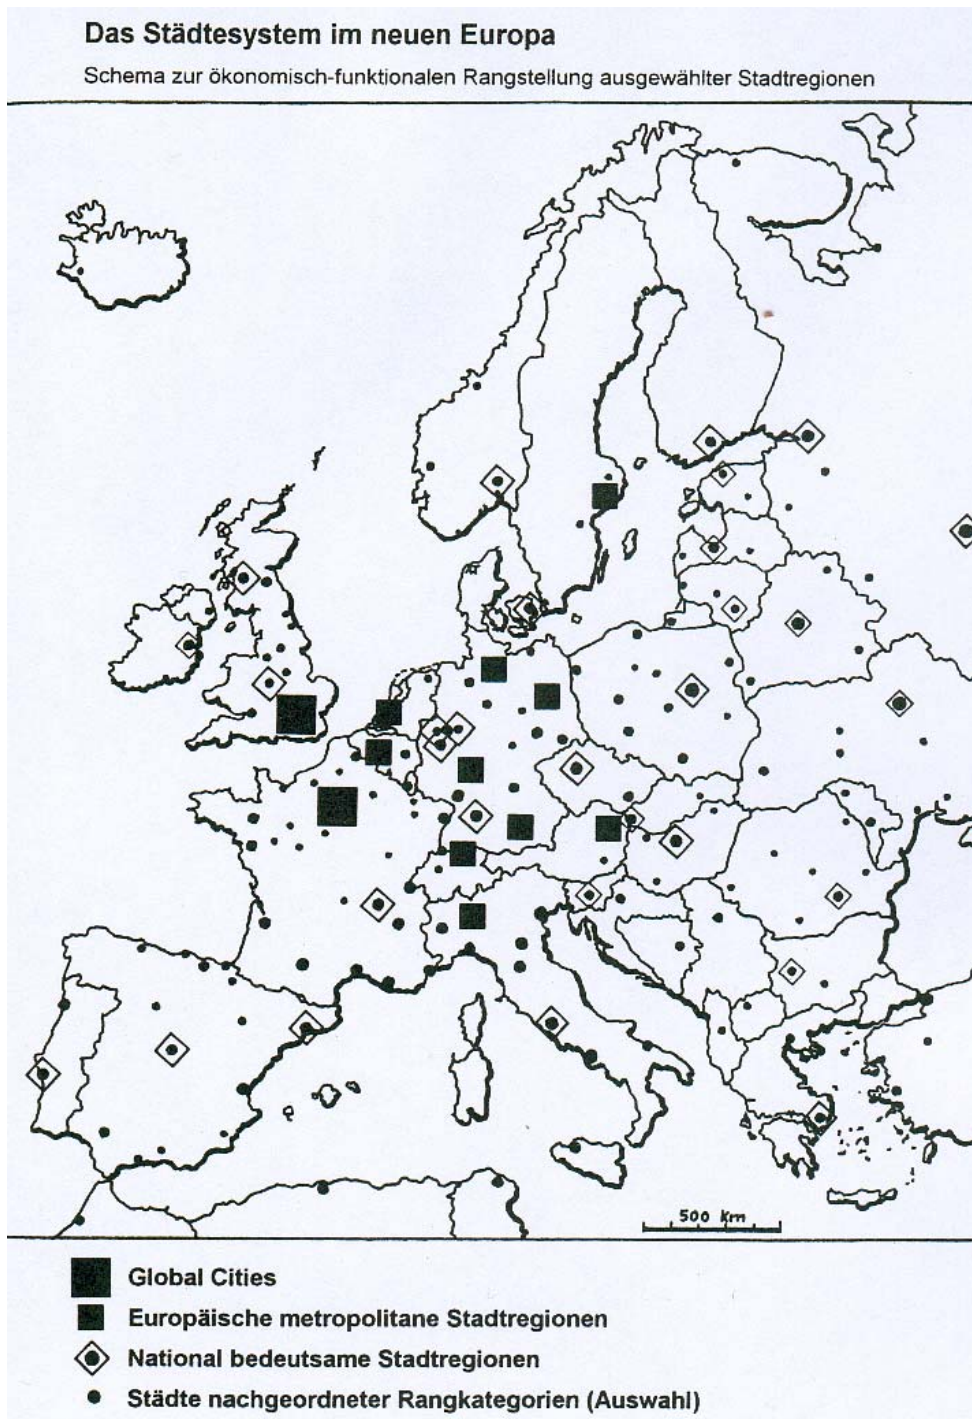 Das Städtesystem im neuen Europa
Schema zur ökonomisch-funktionalen Rangstellung ausgewählter Stadtregionen
500 km
Global Cities
Europäische metropolitane Stadtregionen
National bedeutsame Stadtregionen
Städte nachgeordneter Rangkategorien (Auswahl)